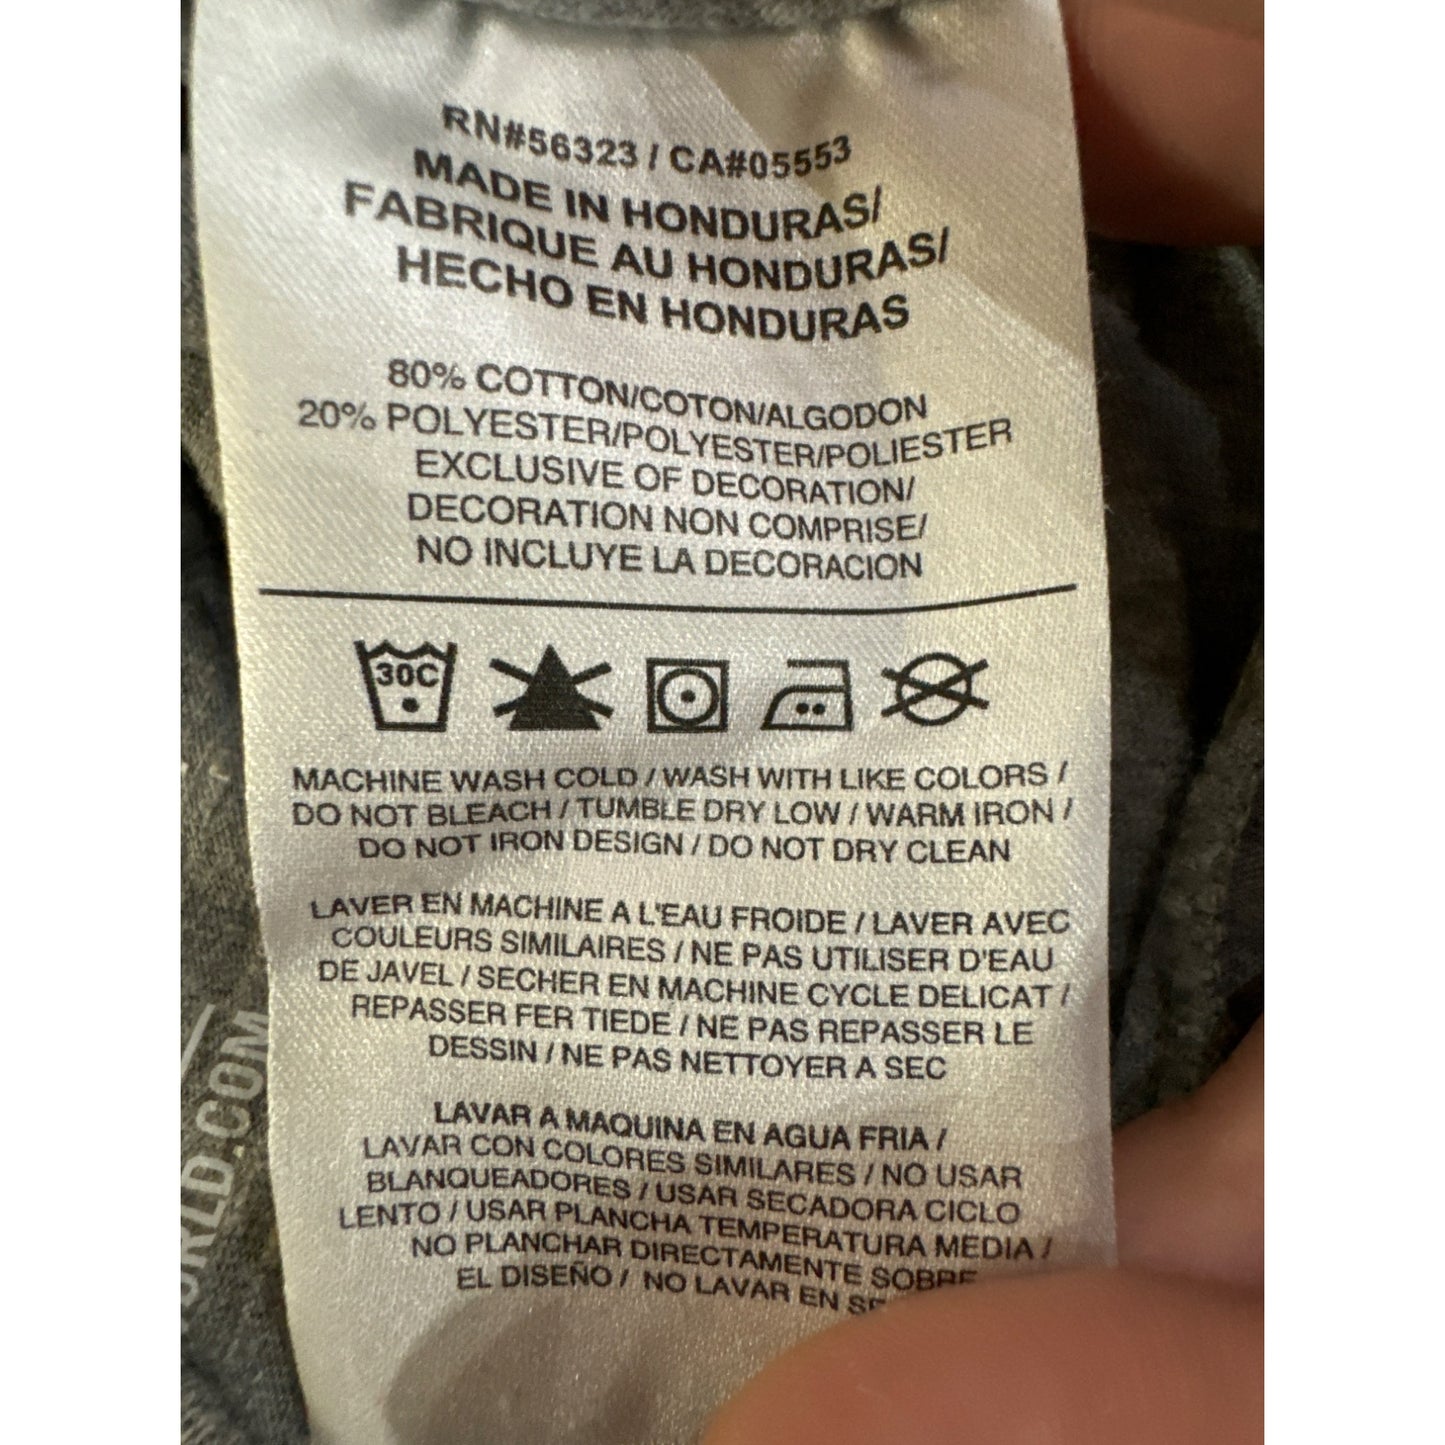 RN#56323 / CA#05553
MADE IN HONDURAS/
FABRIQUE AU HONDURAS/
HECHO EN HONDURAS
80% COTTON/COTON/ALGODON
20% POLYESTER/POLYESTER/POLIESTER
EXCLUSIVE OF DECORATION/
DECORATION NON COMPRISE/
NO INCLUYE LA DECORACION
30C
MACHINE WASH COLD / WASH WITH LIKE COLORS /
DO NOT BLEACH / TUMBLE DRY LOW / WARM IRON /
DO NOT IRON DESIGN / DO NOT DRY CLEAN
LAVER EN MACHINE A L'EAU FROIDE / LAVER AVEC
COULEURS SIMILAIRES / NE PAS UTILISER D'EAU
DE JAVEL / SECHER EN MACHINE CYCLE DELICAT /
REPASSER FER TIEDE / NE PAS REPASSER LE
DESSIN / NE PAS NETTOYER A SEC
LAVAR A MAQUINA EN AGUA FRIA /
LAVAR CON COLORES SIMILARES / NO USAR
BLANQUEADORES / USAR SECADORA CICLO
LENTO / USAR PLANCHA TEMPERATURA MEDIA /
NO PLANCHAR DIRECTAMENTE SOBRE
EL DISEÑO / NO LAVAR EN